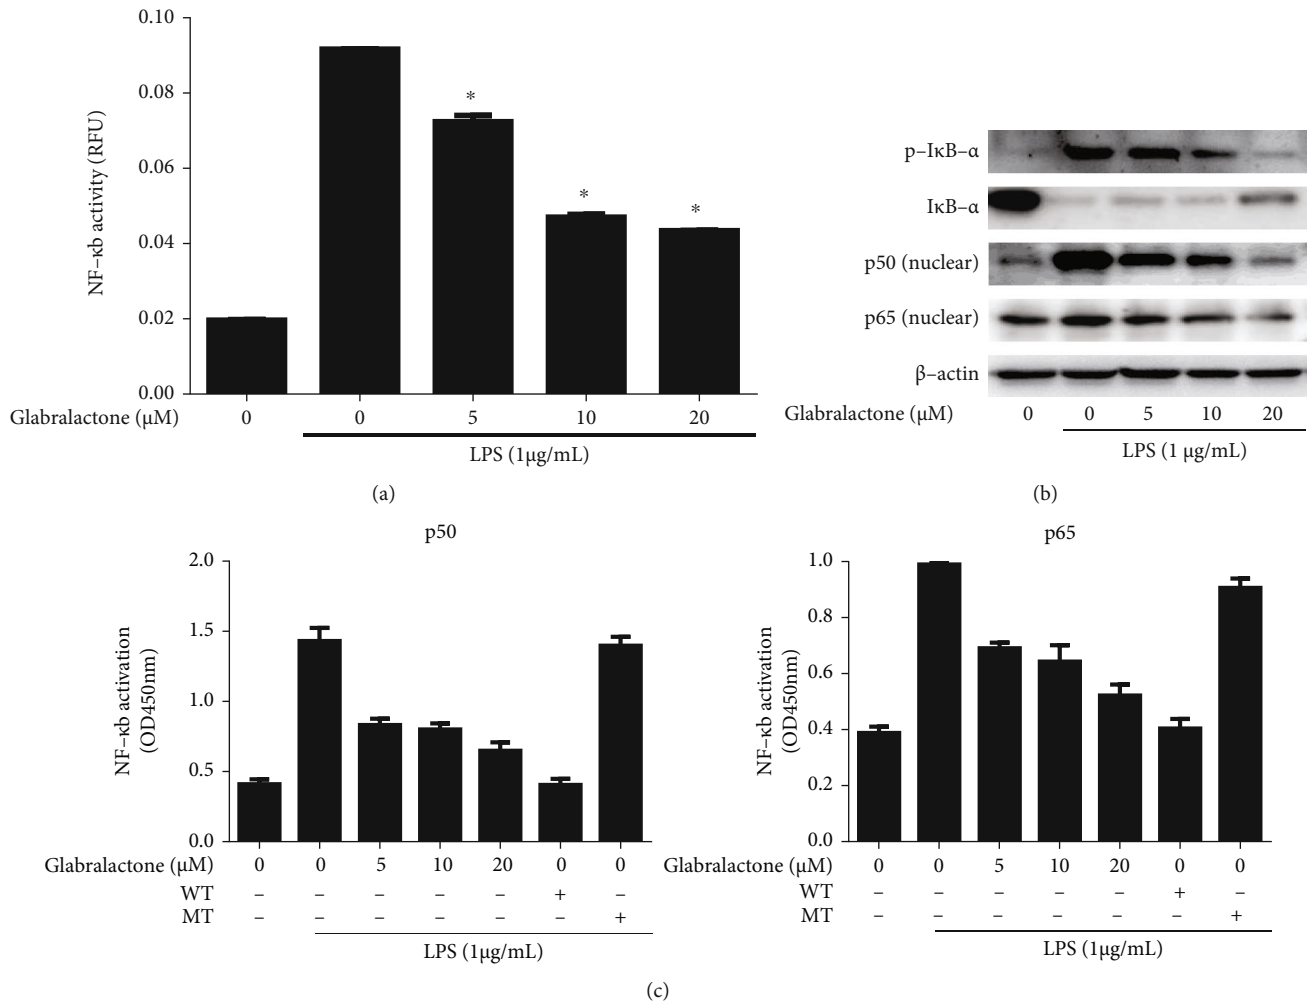 0.10
0.08
0.06
0.04
0.02
0.00
NF–κb activity (RFU)
*
*
*
Glabralactone (μM) 0 0 5 10 20
LPS (1μg/mL)
(a)
p–IκB–α
IκB–α
p50 (nuclear)
p65 (nuclear)
β–actin
Glabralactone (μM) 0 0 5 10 20
LPS (1 μg/mL)
(b)
p50
2.0
1.5
1.0
0.5
0.0
NF–κb activation
(OD450nm)
Glabralactone (μM) 0 0 5 10 20 0 0
WT – – – – – + –
MT – – – – – – +
LPS (1μg/mL)
p65
1.0
0.8
0.6
0.4
0.2
0.0
NF–κb activation
(OD450nm)
Glabralactone (μM) 0 0 5 10 20 0 0
WT – – – – – + –
MT – – – – – – +
LPS (1μg/mL)
(c)